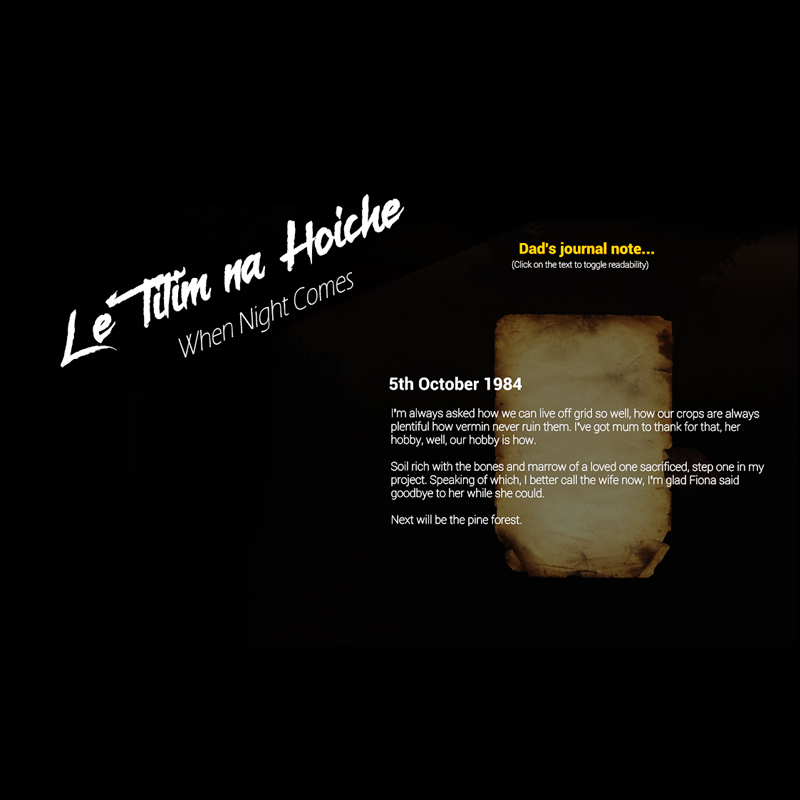 Le Titim na Hoiche
When Night Comes
Dad's journal note...
(Click on the text to toggle readability)
5th October 1984
I'm always asked how we can live off grid so well, how our crops are always
plentiful how vermin never ruin them. I've got mum to thank for that, her
hobby, well, our hobby is how.
Soil rich with the bones and marrow of a loved one sacrificed, step one in my
project. Speaking of which, I better call the wife now, I'm glad Fiona said
goodbye to her while she could.
Next will be the pine forest.